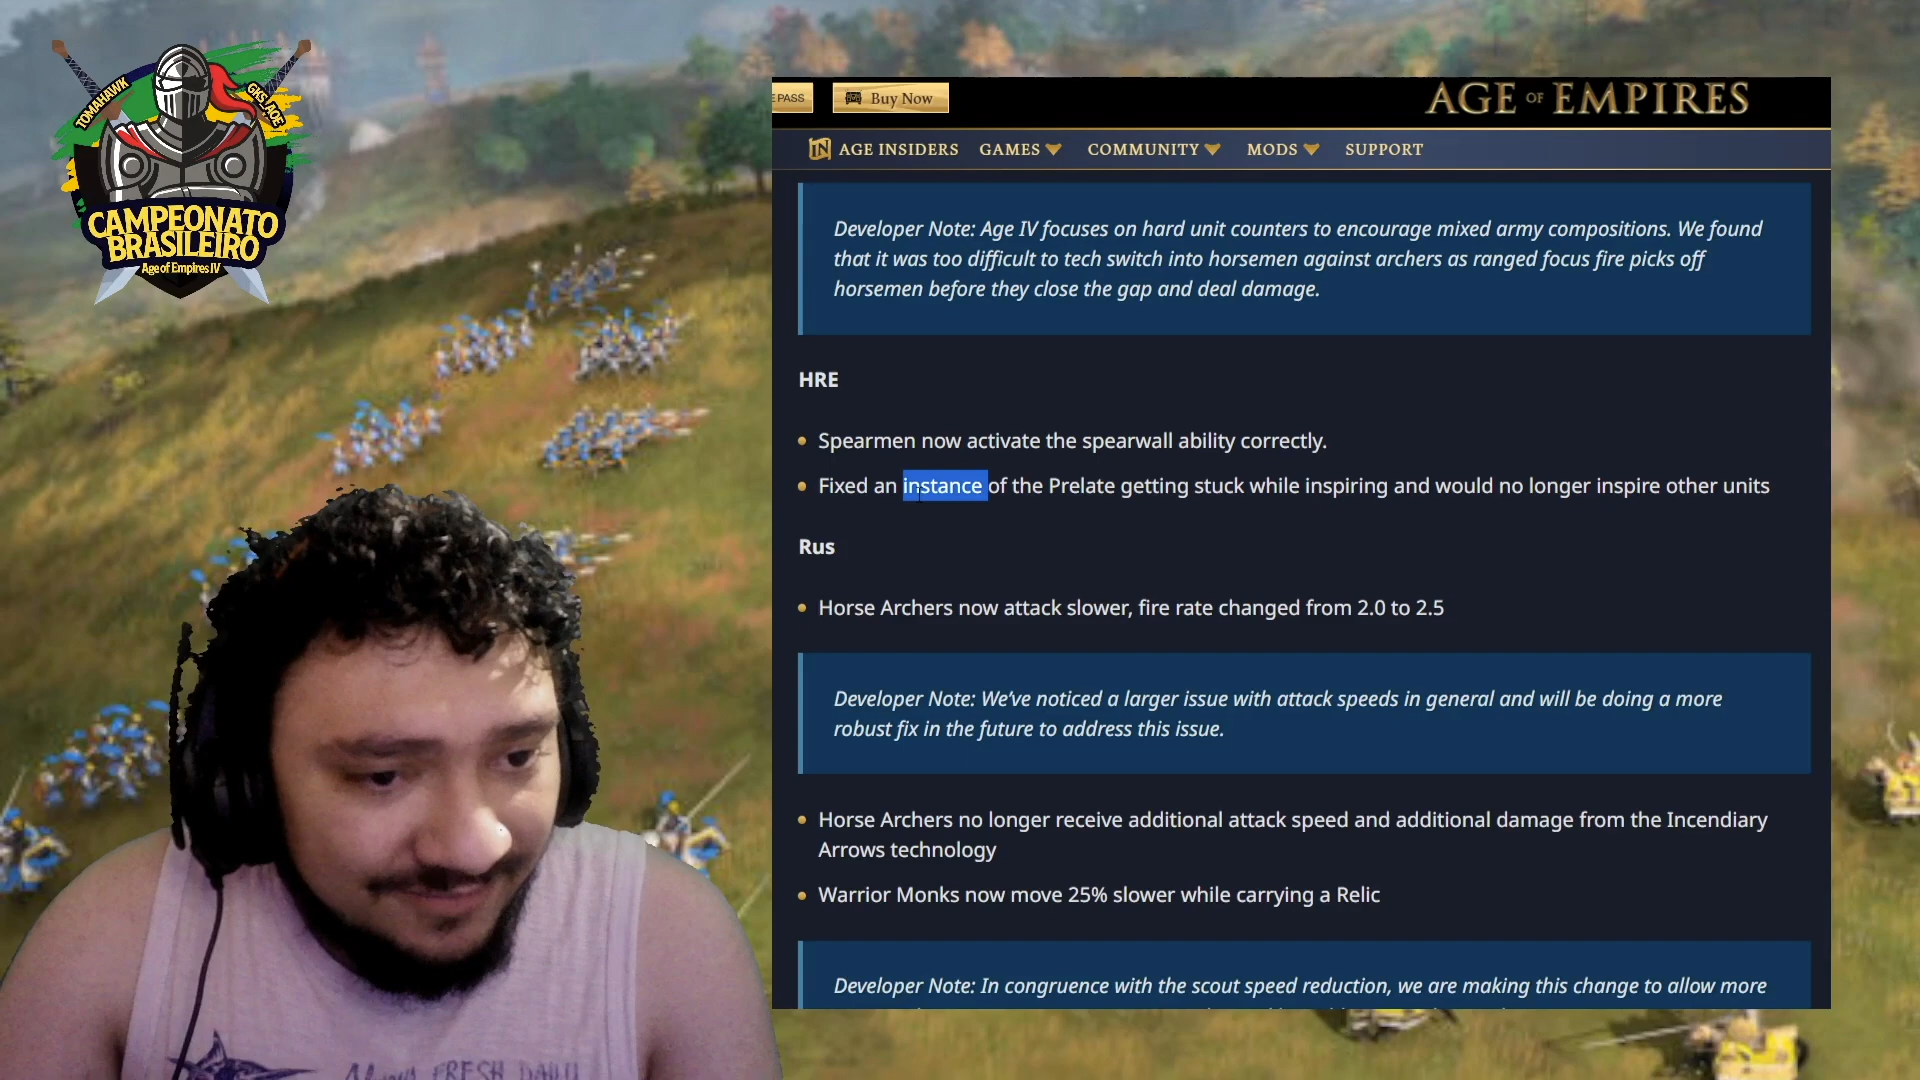 TOMAHAWK
GKS_AOE
CAMPEONATO
BRASILEIRO
Age of Empires IV
E PASS
Buy Now
AGE OF EMPIRES
IN AGE INSIDERS GAMES COMMUNITY MODS SUPPORT
Developer Note: Age IV focuses on hard unit counters to encourage mixed army compositions. We found
that it was too difficult to tech switch into horsemen against archers as ranged focus fire picks off
horsemen before they close the gap and deal damage.
HRE
Spearmen now activate the spearwall ability correctly.
Fixed an instance of the Prelate getting stuck while inspiring and would no longer inspire other units
Rus
Horse Archers now attack slower, fire rate changed from 2.0 to 2.5
Developer Note: We've noticed a larger issue with attack speeds in general and will be doing a more
robust fix in the future to address this issue.
Horse Archers no longer receive additional attack speed and additional damage from the Incendiary
Arrows technology
Warrior Monks now move 25% slower while carrying a Relic
Developer Note: In congruence with the scout speed reduction, we are making this change to allow more
FRESH DAILY